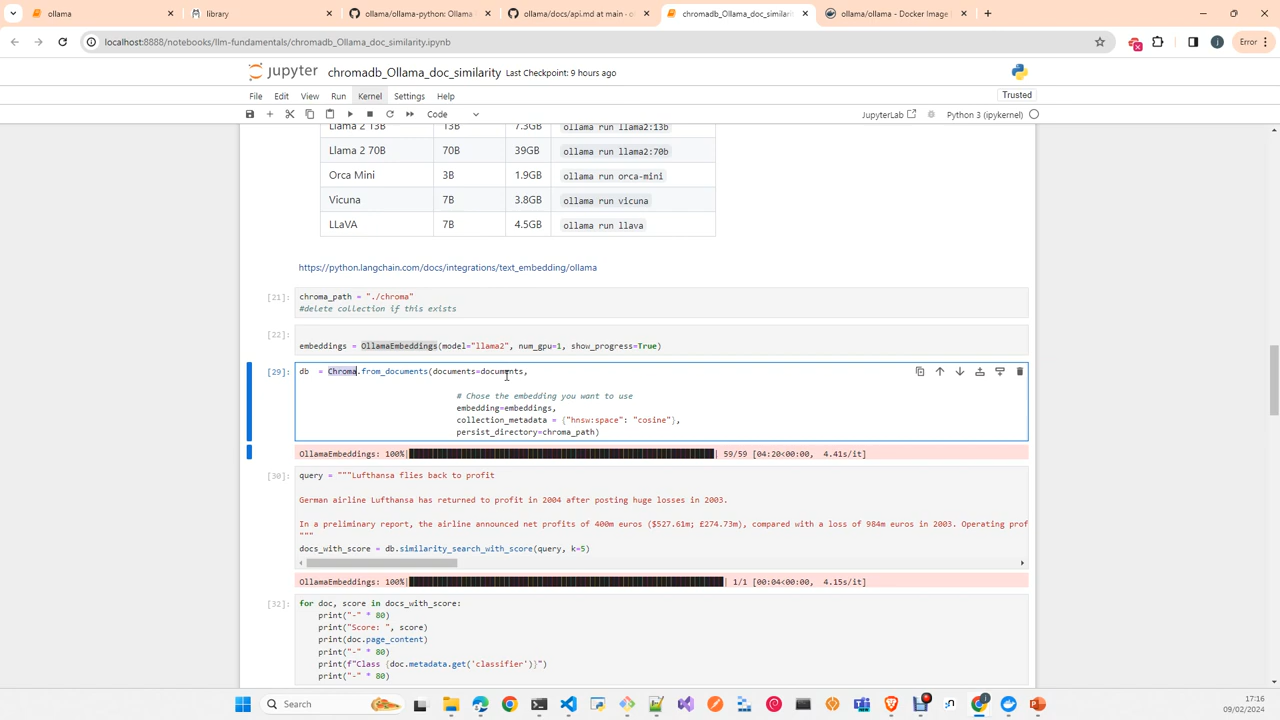 ollama
library
ollama/ollama-python: Ollama
ollama/docs/api.md at main · o
chromadb_Ollama_doc_similarity
ollama/ollama - Docker Image
localhost:8888/notebooks/llm-fundamentals/chromadb_Ollama_doc_similarity.ipynb
Error
jupyter chromadb_Ollama_doc_similarity Last Checkpoint: 9 hours ago
File Edit View Run Kernel Settings Help
Trusted
Code
JupyterLab
Python 3 (ipykernel)
Llama 2 13B 13B 7.3GB ollama run llama2:13b
Llama 2 70B 70B 39GB ollama run llama2:70b
Orca Mini 3B 1.9GB ollama run orca-mini
Vicuna 7B 3.8GB ollama run vicuna
LLaVA 7B 4.5GB ollama run llava
https://python.langchain.com/docs/integrations/text_embedding/ollama
[21]: chroma_path = "./chroma"
#delete collection if this exists
[22]:
embeddings = OllamaEmbeddings(model="llama2", num_gpu=1, show_progress=True)
[29]: db = Chroma.from_documents(documents=documents,
# Chose the embedding you want to use
embedding=embeddings,
collection_metadata = {"hnsw:space": "cosine"},
persist_directory=chroma_path)
OllamaEmbeddings: 100%| | 59/59 [04:20<00:00, 4.41s/it]
[30]: query = """Lufthansa flies back to profit
German airline Lufthansa has returned to profit in 2004 after posting huge losses in 2003.
In a preliminary report, the airline announced net profits of 400m euros ($527.61m; £274.73m), compared with a loss of 984m euros in 2003. Operating prof
"""
docs_with_score = db.similarity_search_with_score(query, k=5)
OllamaEmbeddings: 100%| | 1/1 [00:04<00:00, 4.15s/it]
[32]: for doc, score in docs_with_score:
print("-" * 80)
print("Score: ", score)
print(doc.page_content)
print("-" * 80)
print(f"Class {doc.metadata.get('classifier')}")
print("-" * 80)
Search
17:16
09/02/2024